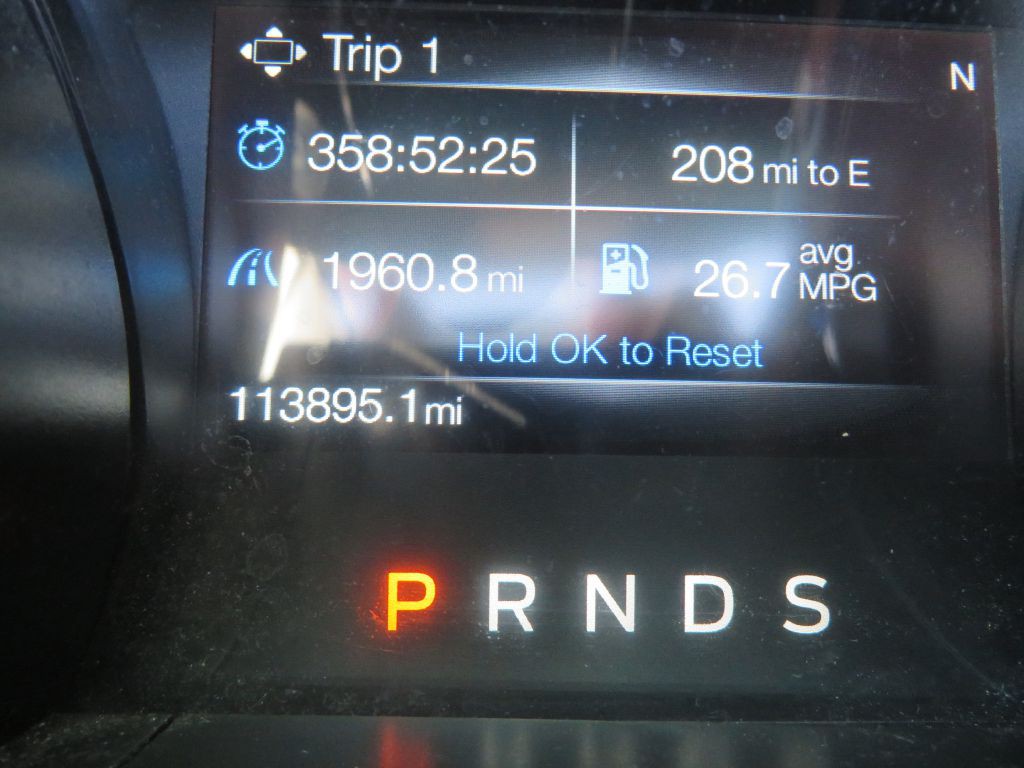 Trip 1
N
358:52:25
208 mi to E
1960.8 mi
26.7 avg MPG
Hold OK to Reset
113895.1 mi
P R N D S